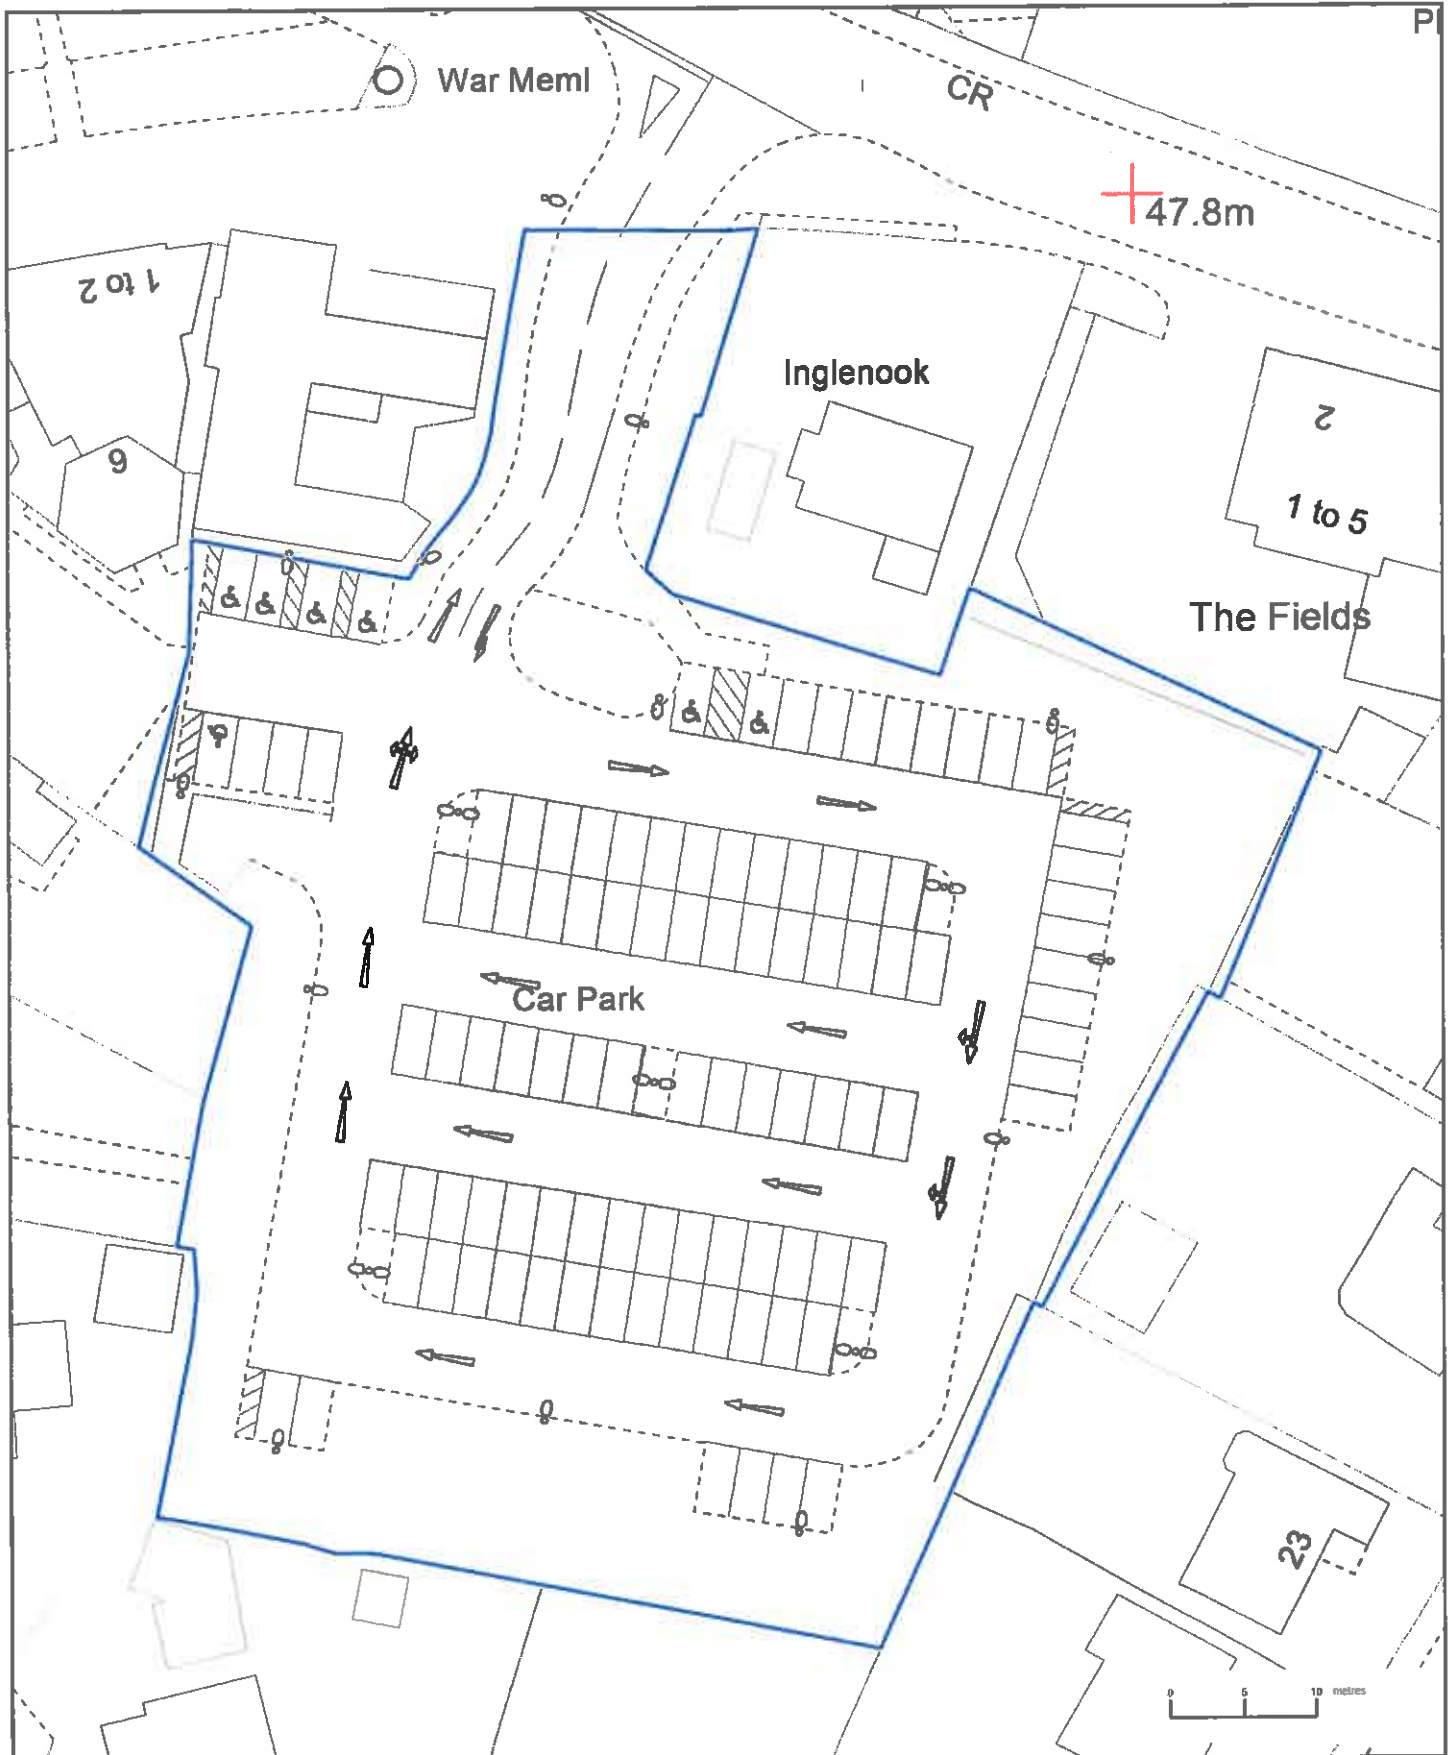 Pl
War Meml
CR
47.8m
1 to 2
Inglenook
2
6
1 to 5
The Fields
Car Park
23
0 5 10 metres